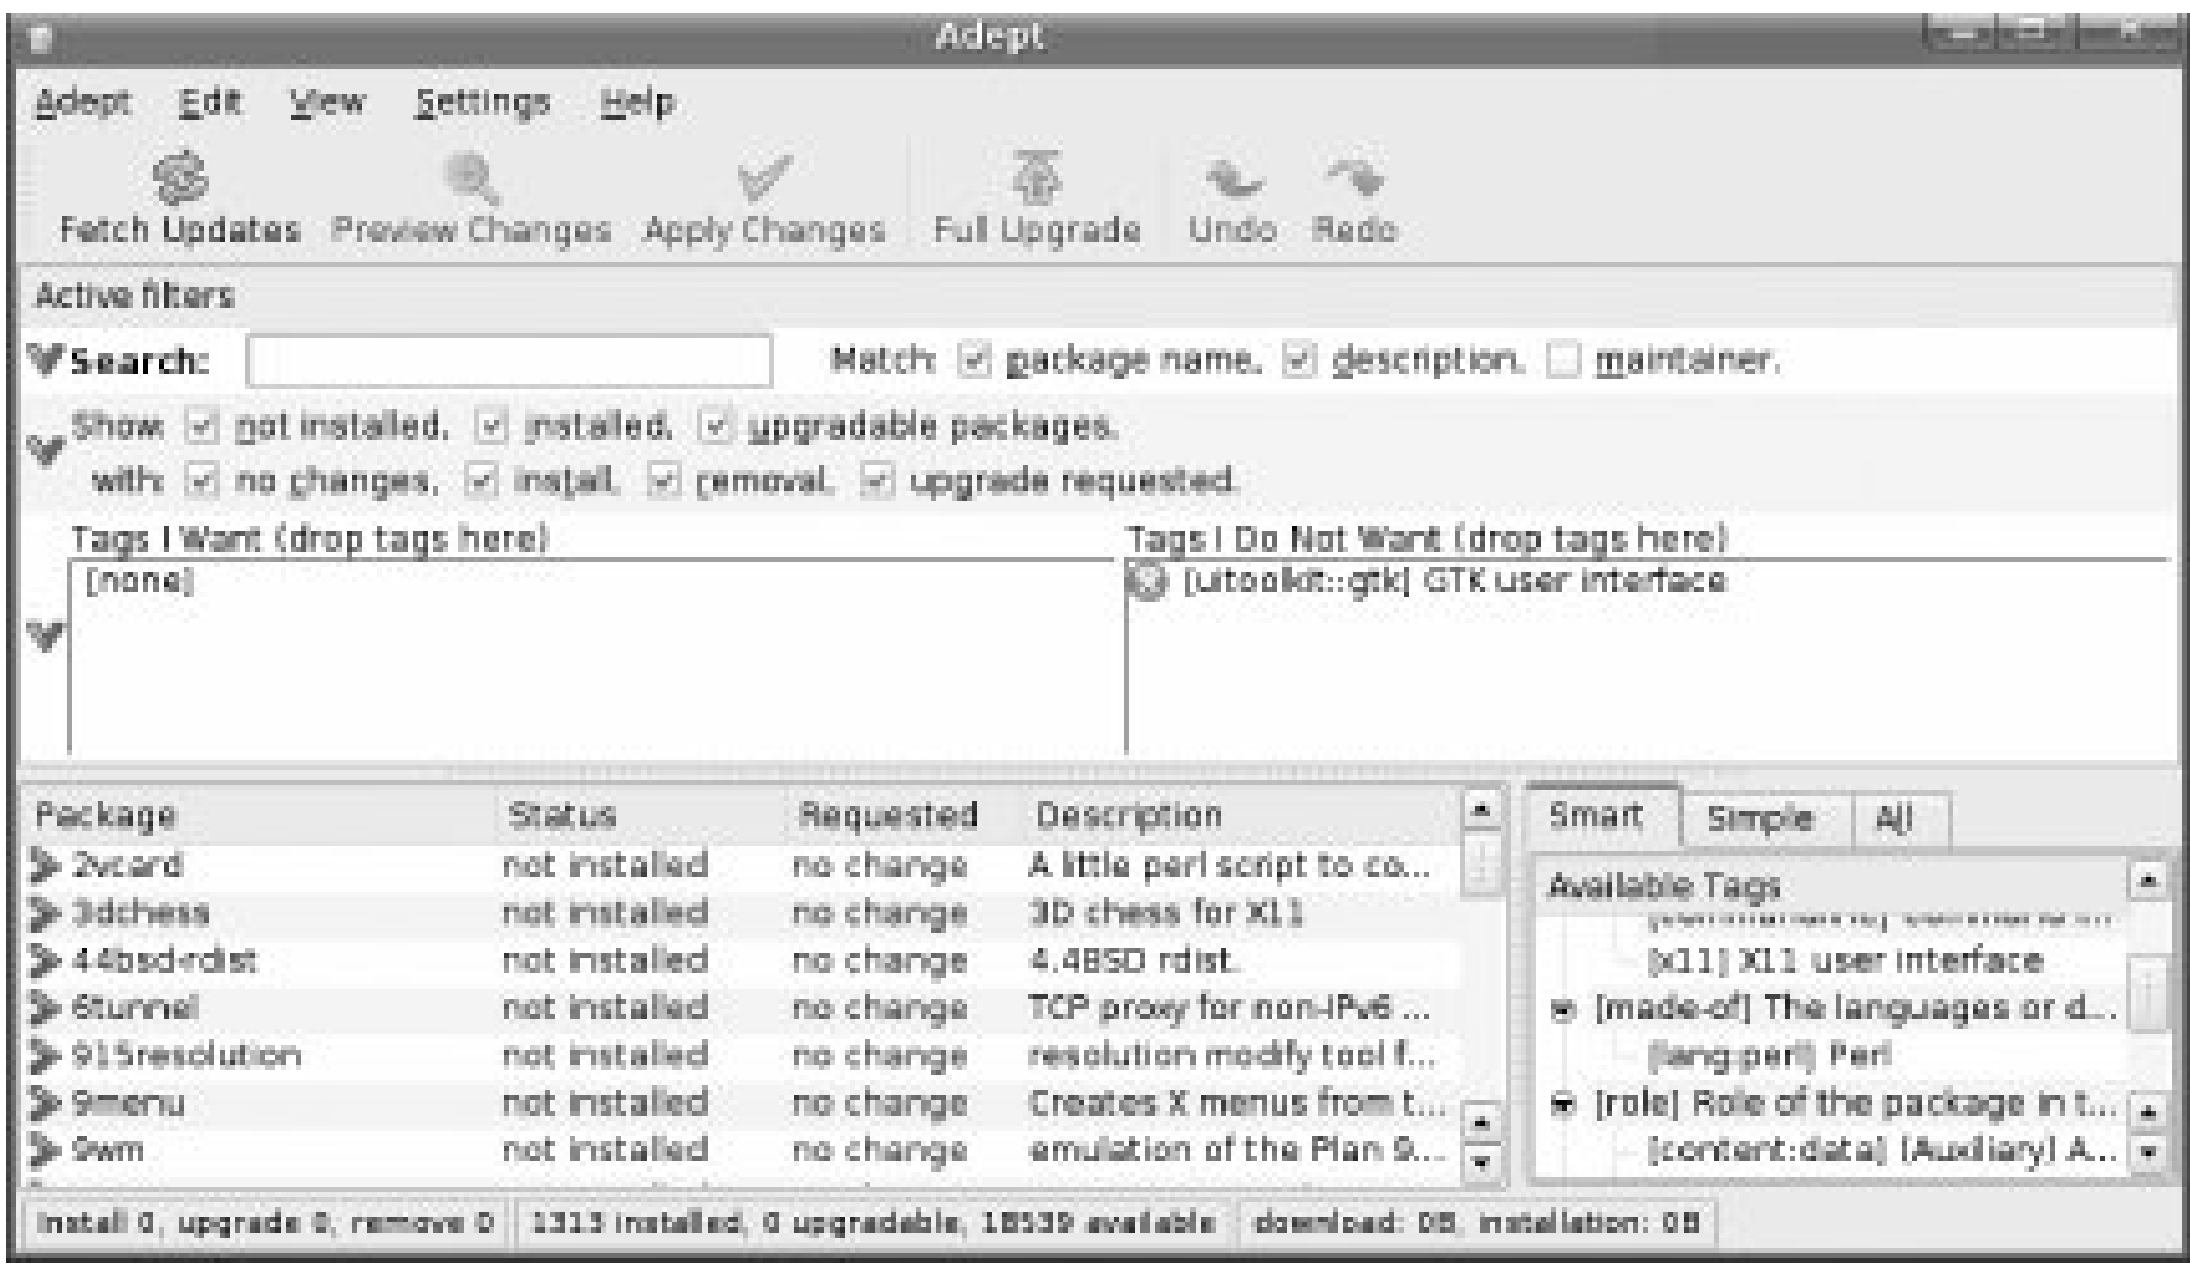 Adept
Adept Edit View Settings Help
Fetch Updates Preview Changes Apply Changes Full Upgrade Undo Redo
Active filters
Search: Match: package name, description, maintainer.
Show: not installed, installed, upgradable packages.
with: no changes, install, removal, upgrade requested.
Tags I Want (drop tags here) Tags I Do Not Want (drop tags here)
[none] [uitoolkit::gtk] GTK user interface
Package Status Requested Description Smart Simple All
Available Tags
2vcard not installed no change A little perl script to co...
3dchess not installed no change 3D chess for X11
44bsd-rdist not installed no change 4.4BSD rdist. [x11] X11 user interface
6tunnel not installed no change TCP proxy for non-IPv6 ... [made-of] The languages or d...
915resolution not installed no change resolution modify tool f... [lang:perl] Perl
9menu not installed no change Creates X menus from t... [role] Role of the package in t...
9wm not installed no change emulation of the Plan 9... [content:data] (Auxiliary) A...
Install 0, upgrade 0, remove 0 1313 installed, 0 upgradable, 18539 available download: 0B, installation: 0B